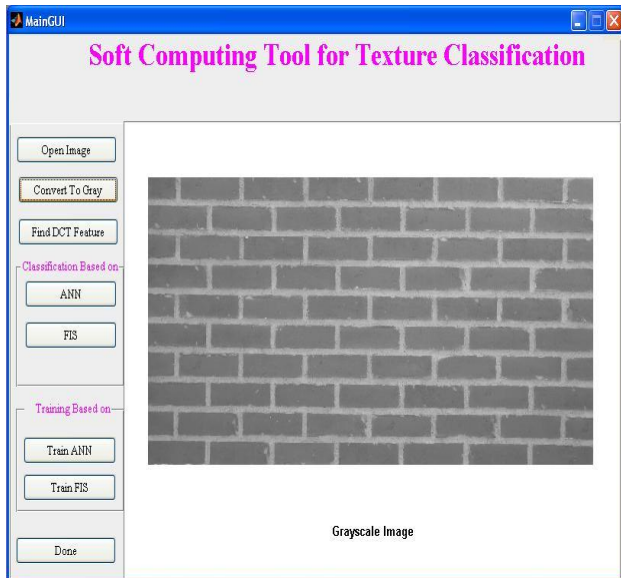 MainGUI
Soft Computing Tool for Texture Classification
Open Image
Convert To Gray
Find DCT Feature
Classification Based on
ANN
FIS
Training Based on
Train ANN
Train FIS
Done
Grayscale Image